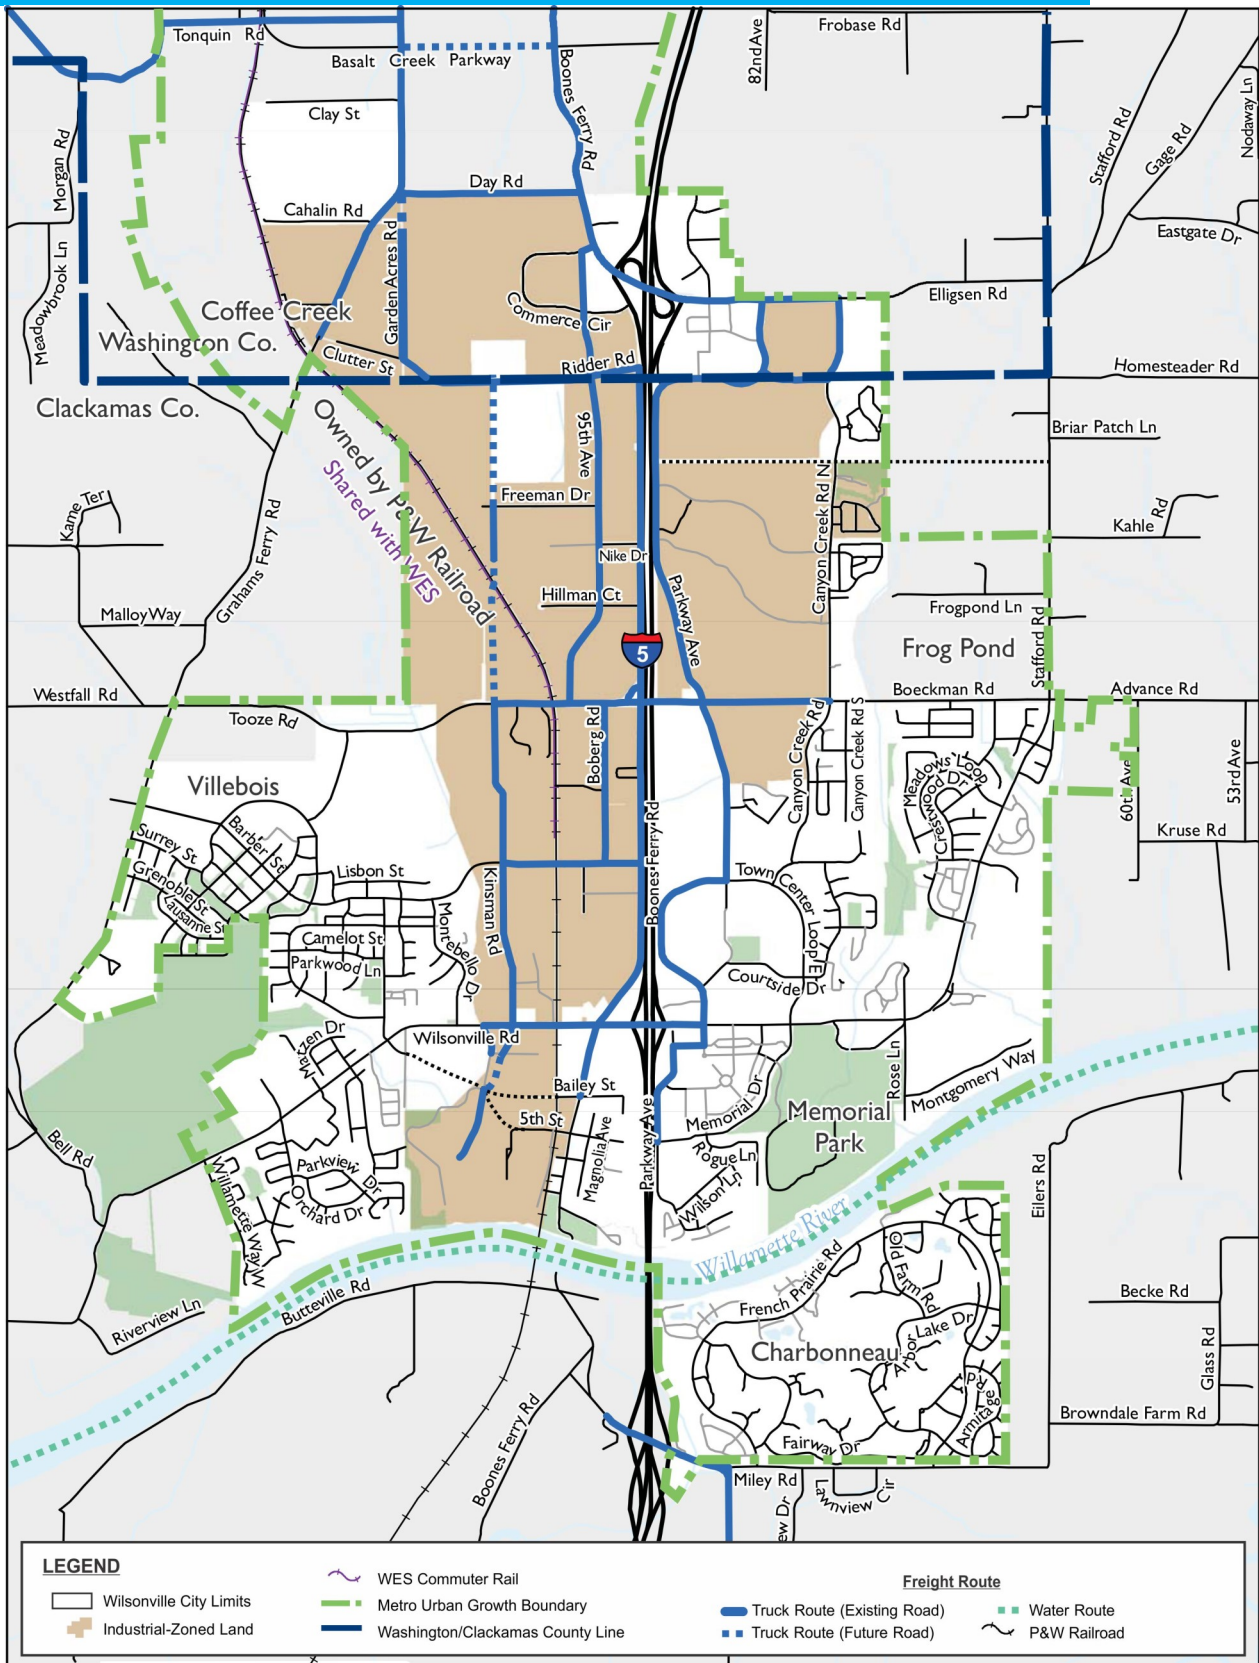 Tonquin Rd
Basalt Creek Parkway
Boones Ferry Rd
82nd Ave
Frobase Rd
Clay St
Morgan Rd
Stafford Rd
Gage Rd
Nodaway Ln
Day Rd
Cahalin Rd
Garden Acres Rd
Eastgate Dr
Meadowbrook Ln
Coffee Creek
Commerce Cir
Elligsen Rd
Washington Co.
Clutter St
Ridder Rd
Homesteader Rd
Clackamas Co.
Owned by P&W Railroad
Shared with WES
95th Ave
Briar Patch Ln
Freeman Dr
Canyon Creek Rd N
Kame Ter
Kahle Rd
Grahams Ferry Rd
Nike Dr
Hillman Ct
Parkway Ave
Malloy Way
Frogpond Ln
Stafford Rd
5
Frog Pond
Westfall Rd
Boeckman Rd
Advance Rd
Tooze Rd
Boberg Rd
Canyon Creek Rd
Canyon Creek Rd S
Villebois
Meadows Loop
Crestwood Dr
60th Ave
53rd Ave
Boones Ferry Rd
Surrey St
Barber St
Kruse Rd
Grenoble St
Lausanne St
Lisbon St
Kinsman Rd
Town Center Loop E
Montebello Dr
Camelot St
Parkwood Ln
Courtside Dr
Marzen Dr
Wilsonville Rd
Rose Ln
Montgomery Way
Bailey St
Memorial Dr
Memorial
Park
5th St
Magnolia Ave
Parkway Ave
Bell Rd
Rogue Ln
Parkview Dr
Willamette Way W
Orchard Dr
Wilson Ln
Eilers Rd
Willamette River
Old Farm Rd
French Prairie Rd
Butteville Rd
Riverview Ln
Becke Rd
Arbor Lake Dr
Charbonneau
Glass Rd
Armitage Rd
Boones Ferry Rd
Browndale Farm Rd
Fairway Dr
Miley Rd
Lawnview Cir
ew Dr
LEGEND
Wilsonville City Limits
Industrial-Zoned Land
WES Commuter Rail
Metro Urban Growth Boundary
Washington/Clackamas County Line
Freight Route
Truck Route (Existing Road)
Truck Route (Future Road)
Water Route
P&W Railroad